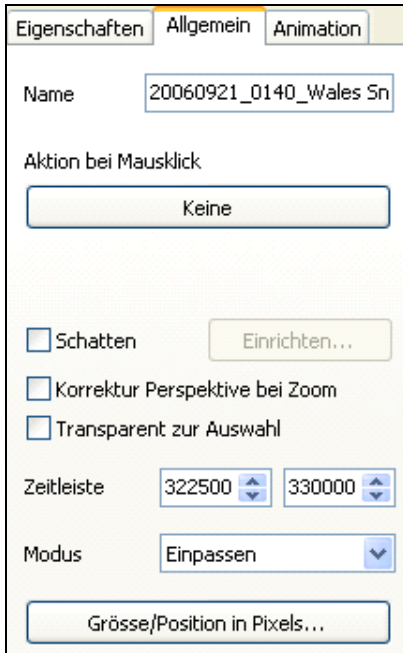 Eigenschaften Allgemein Animation
Name 20060921_0140_Wales Sn
Aktion bei Mausklick
Keine
Schatten Einrichten...
Korrektur Perspektive bei Zoom
Transparent zur Auswahl
Zeitleiste 322500 330000
Modus Einpassen
Grösse/Position in Pixels...